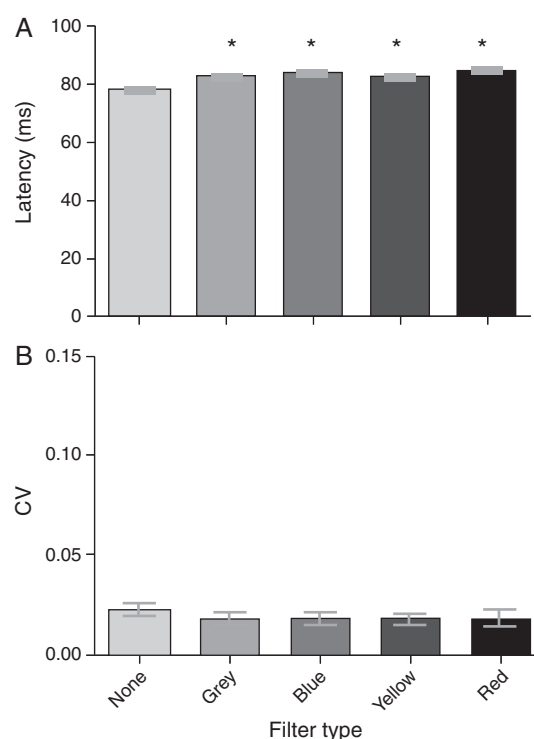 A
100
80
60
40
20
0
Latency (ms)
* * * *
B
0.15
0.10
0.05
0.00
CV
None Grey Blue Yellow Red
Filter type